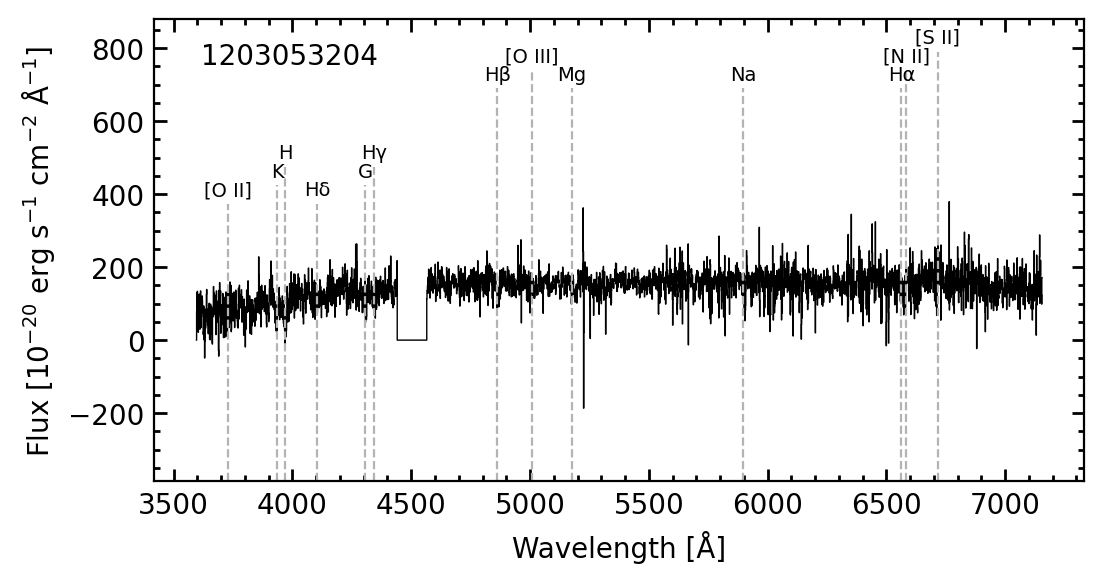 1203053204
[S II]
[O III]
[N II]
Hβ
Mg
Na
Hα
H
Hγ
K
G
[O II]
Hδ
800
600
400
200
0
−200
Flux [10⁻²⁰ erg s⁻¹ cm⁻² Å⁻¹]
3500 4000 4500 5000 5500 6000 6500 7000
Wavelength [Å]